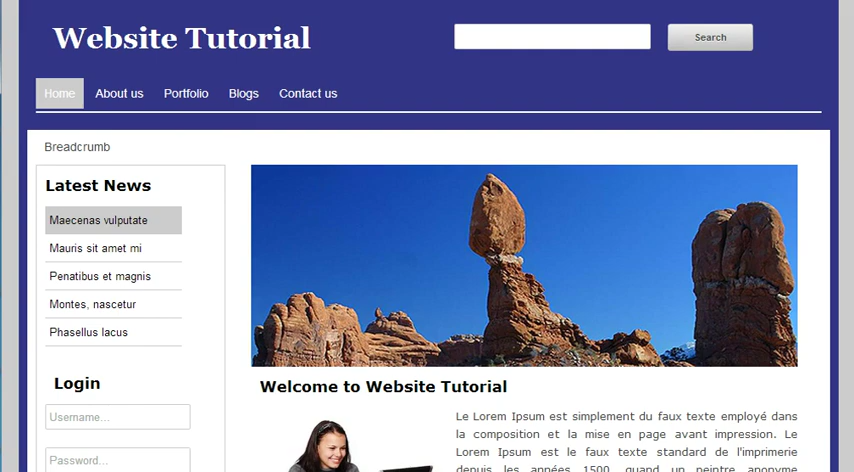 Website Tutorial
Search
Home About us Portfolio Blogs Contact us
Breadcrumb
Latest News
Maecenas vulputate
Mauris sit amet mi
Penatibus et magnis
Montes, nascetur
Phasellus lacus
Login
Username...
Password...
Welcome to Website Tutorial
Le Lorem Ipsum est simplement du faux texte employé dans
la composition et la mise en page avant impression. Le
Lorem Ipsum est le faux texte standard de l'imprimerie
depuis les années 1500, quand un peintre anonyme